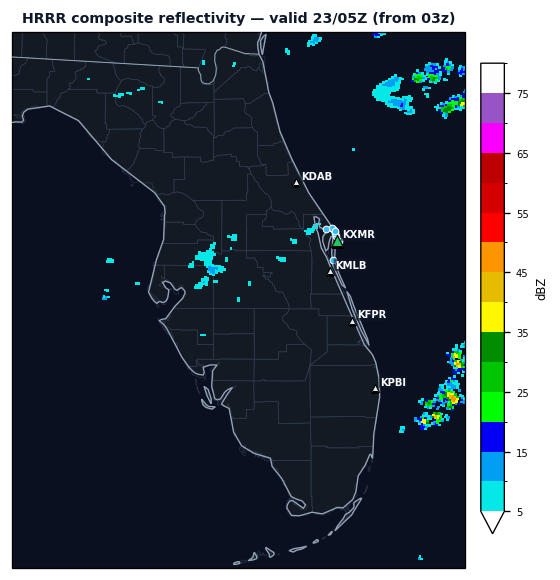 HRRR composite reflectivity — valid 23/05Z (from 03z)
75
65
55
45
35
25
15
5
dBZ
KDAB
KXMR
KMLB
KFPR
KPBI